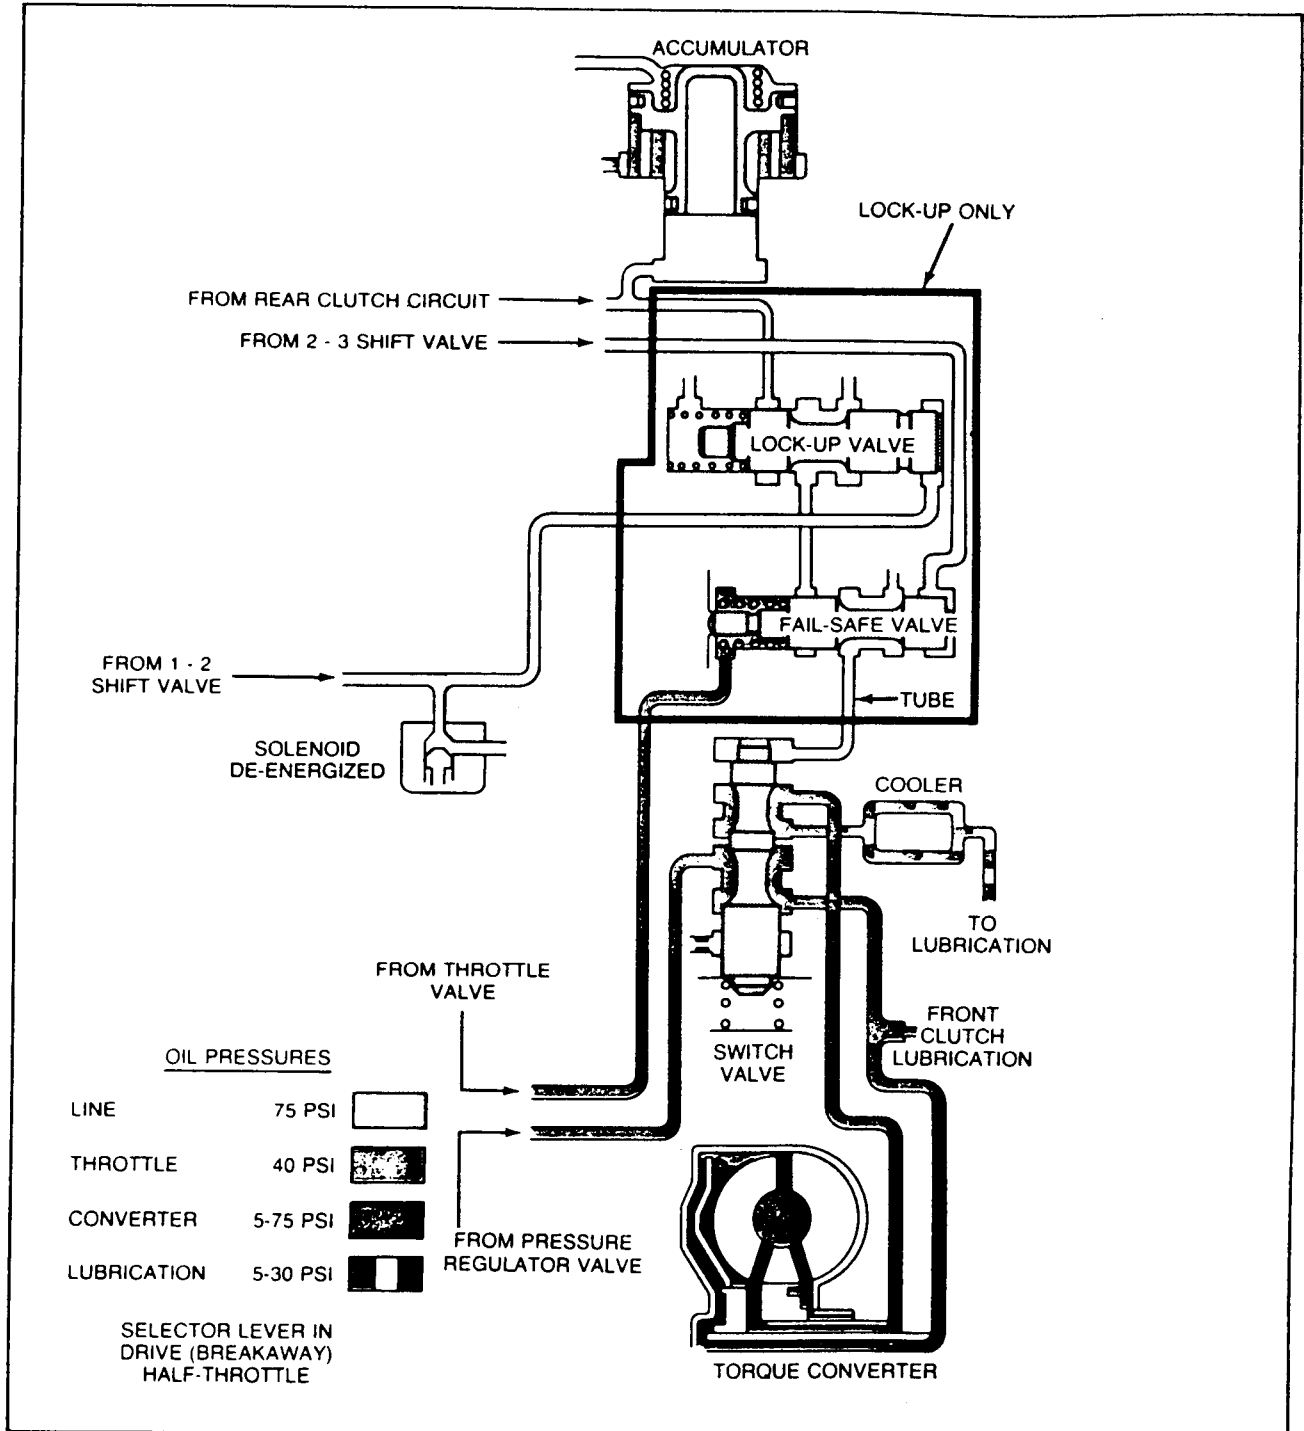 ACCUMULATOR
LOCK-UP ONLY
FROM REAR CLUTCH CIRCUIT
FROM 2 - 3 SHIFT VALVE
LOCK-UP VALVE
FAIL-SAFE VALVE
FROM 1 - 2
SHIFT VALVE
TUBE
SOLENOID
DE-ENERGIZED
COOLER
TO
LUBRICATION
FROM THROTTLE
VALVE
FRONT
CLUTCH
LUBRICATION
SWITCH
VALVE
OIL PRESSURES
LINE 75 PSI
THROTTLE 40 PSI
CONVERTER 5-75 PSI
LUBRICATION 5-30 PSI
FROM PRESSURE
REGULATOR VALVE
SELECTOR LEVER IN
DRIVE (BREAKAWAY)
HALF-THROTTLE
TORQUE CONVERTER